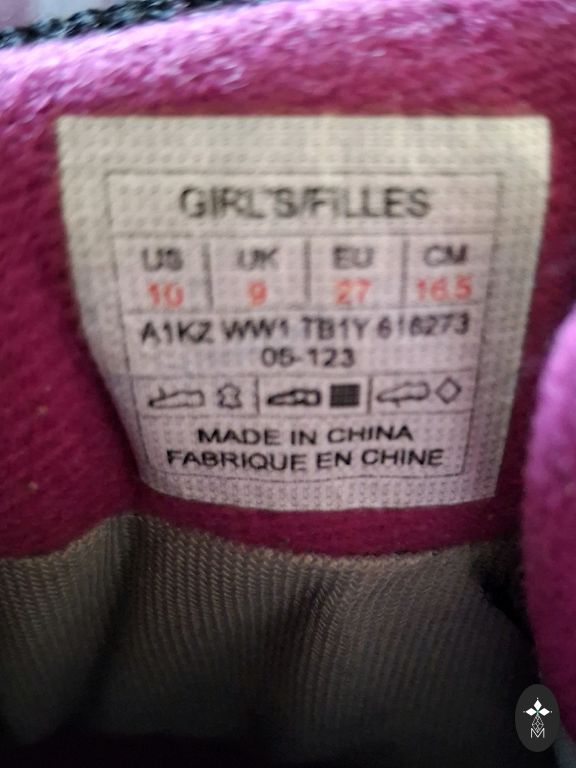 GIRL'S/FILLES
US UK EU CM
10 9 27 16.5
A1KZ WW1 TB1Y 616273
05-123
MADE IN CHINA
FABRIQUE EN CHINE
M